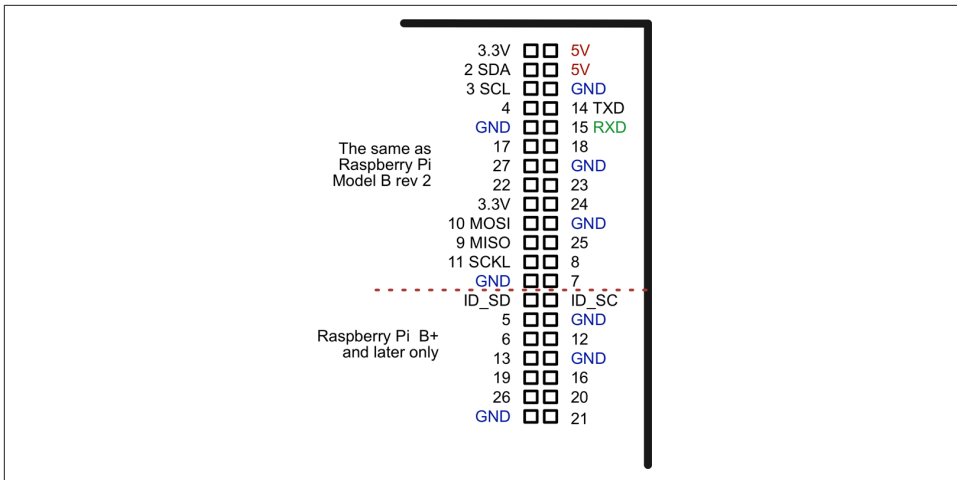 3.3V 5V
2 SDA 5V
3 SCL GND
4 14 TXD
GND 15 RXD
17 18
The same as
Raspberry Pi
Model B rev 2
27 GND
22 23
3.3V 24
10 MOSI GND
9 MISO 25
11 SCKL 8
GND 7
ID_SD ID_SC
5 GND
Raspberry Pi B+
and later only
6 12
13 GND
19 16
26 20
GND 21